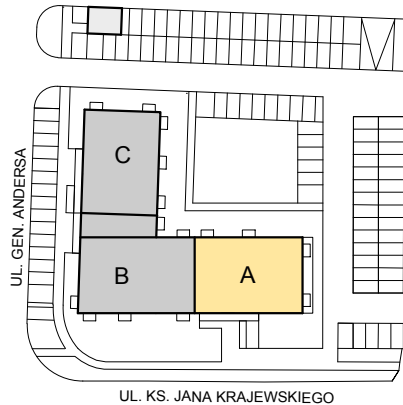 C
UL. GEN. ANDERSA
B
A
UL. KS. JANA KRAJEWSKIEGO